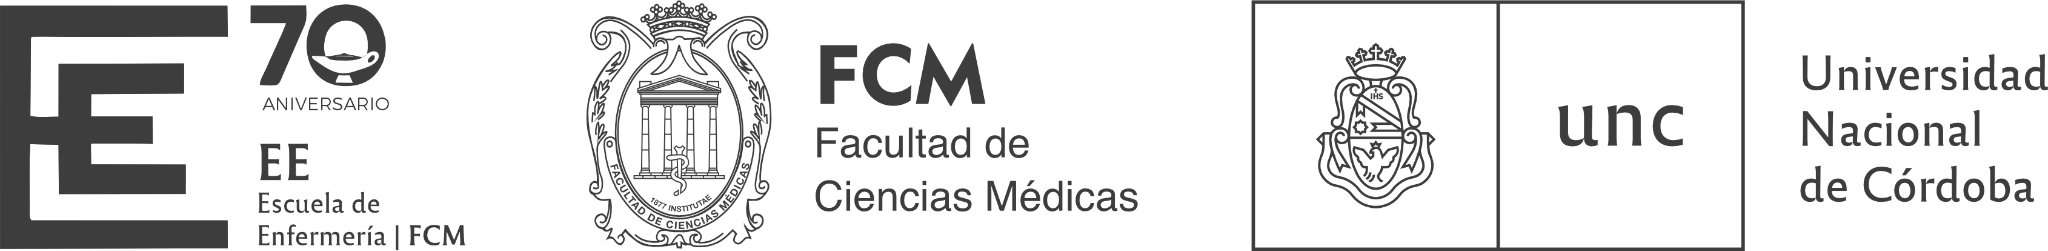 70
ANIVERSARIO
EE
Escuela de
Enfermería | FCM
FACULTAD DE CIENCIAS MÉDICAS
1877 INSTITUTAE
FCM
Facultad de
Ciencias Médicas
IHS
unc
Universidad
Nacional
de Córdoba